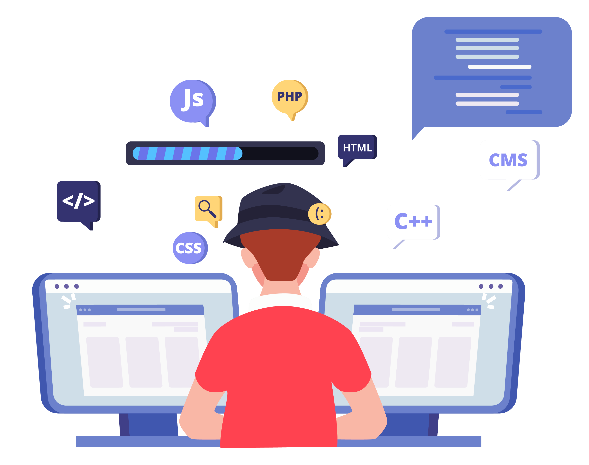 Js
PHP
HTML
CMS
</>
C++
CSS
(: